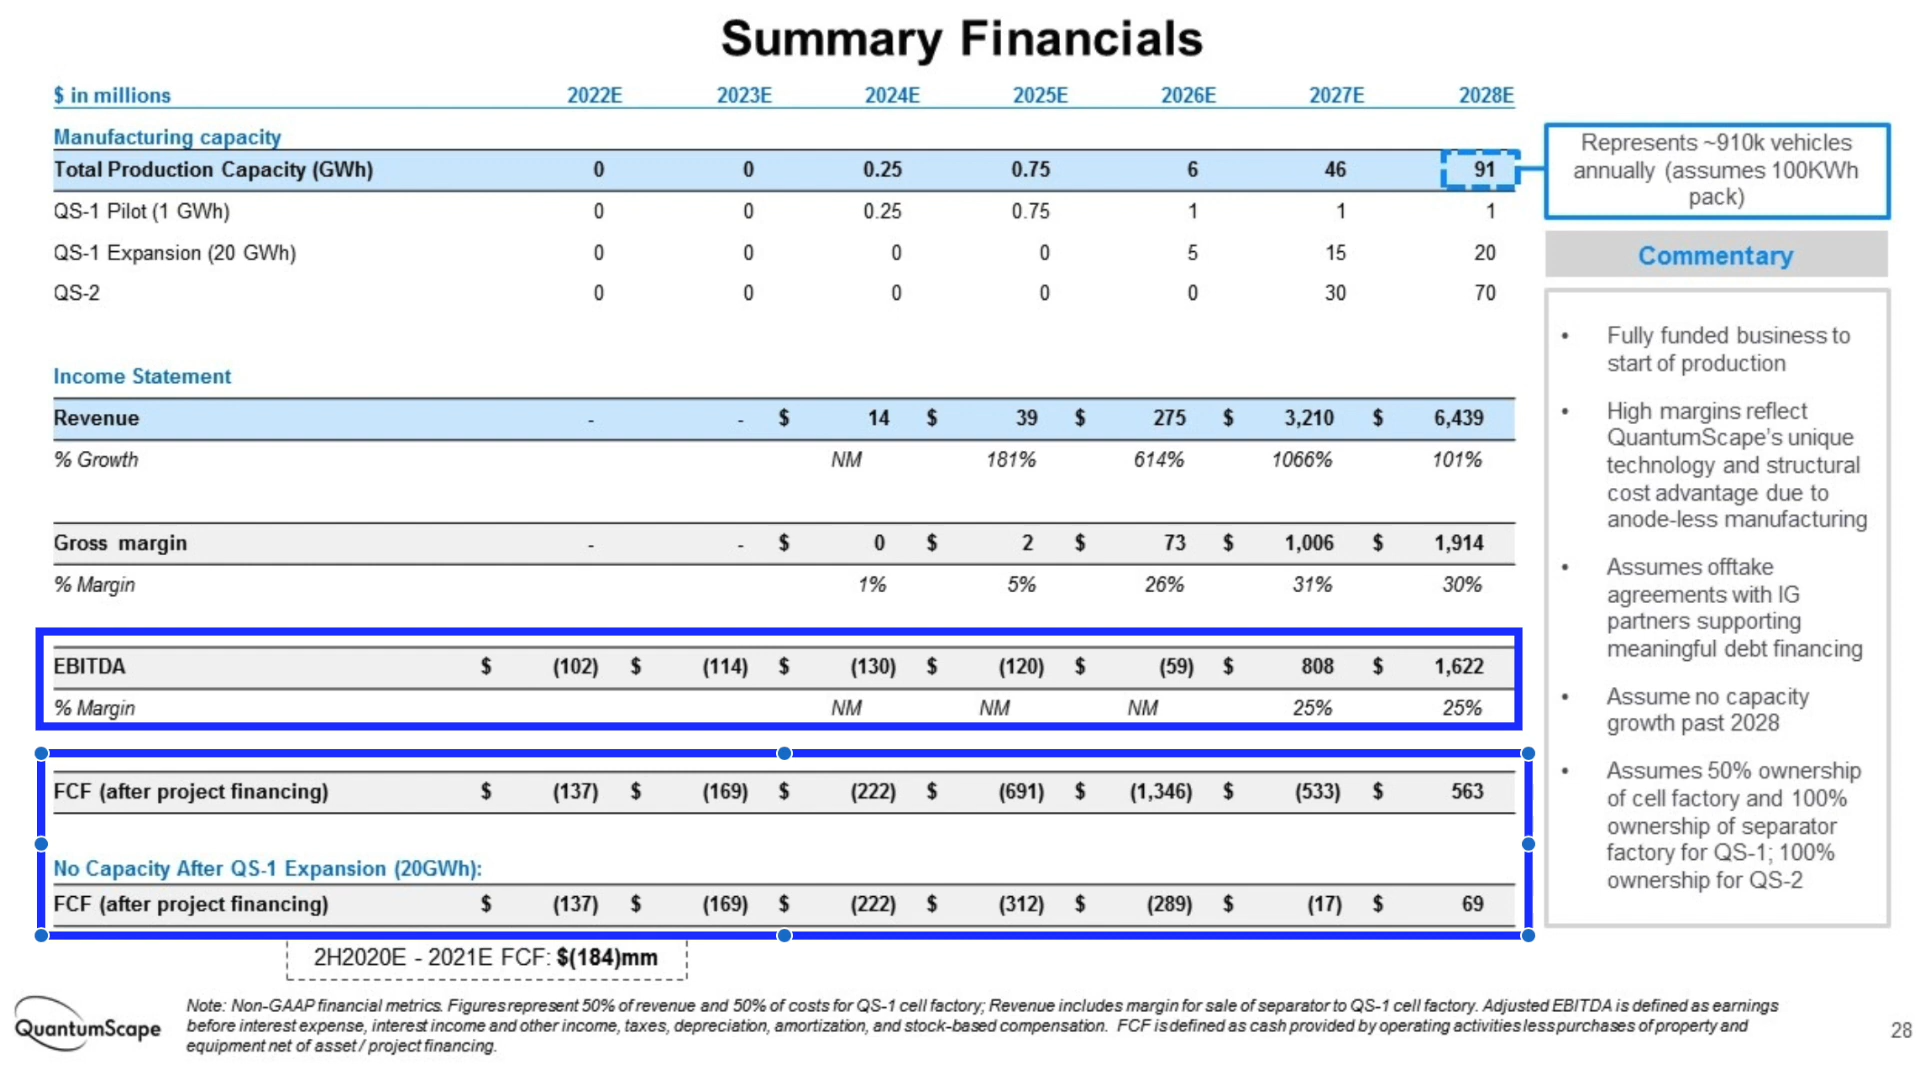 Summary Financials
$ in millions 2022E 2023E 2024E 2025E 2026E 2027E 2028E
Manufacturing capacity
Total Production Capacity (GWh) 0 0 0.25 0.75 6 46 91
QS-1 Pilot (1 GWh) 0 0 0.25 0.75 1 1 1
QS-1 Expansion (20 GWh) 0 0 0 0 5 15 20
QS-2 0 0 0 0 0 30 70
Income Statement
Revenue - - $ 14 $ 39 $ 275 $ 3,210 $ 6,439
% Growth NM 181% 614% 1066% 101%
Gross margin - - $ 0 $ 2 $ 73 $ 1,006 $ 1,914
% Margin 1% 5% 26% 31% 30%
EBITDA $ (102) $ (114) $ (130) $ (120) $ (59) $ 808 $ 1,622
% Margin NM NM NM 25% 25%
FCF (after project financing) $ (137) $ (169) $ (222) $ (691) $ (1,346) $ (533) $ 563
No Capacity After QS-1 Expansion (20GWh):
FCF (after project financing) $ (137) $ (169) $ (222) $ (312) $ (289) $ (17) $ 69
2H2020E - 2021E FCF: $(184)mm
Represents ~910k vehicles
annually (assumes 100KWh
pack)
Commentary
• Fully funded business to
start of production
• High margins reflect
QuantumScape's unique
technology and structural
cost advantage due to
anode-less manufacturing
• Assumes offtake
agreements with IG
partners supporting
meaningful debt financing
• Assume no capacity
growth past 2028
• Assumes 50% ownership
of cell factory and 100%
ownership of separator
factory for QS-1; 100%
ownership for QS-2
QuantumScape
Note: Non-GAAP financial metrics. Figures represent 50% of revenue and 50% of costs for QS-1 cell factory; Revenue includes margin for sale of separator to QS-1 cell factory. Adjusted EBITDA is defined as earnings
before interest expense, interest income and other income, taxes, depreciation, amortization, and stock-based compensation. FCF is defined as cash provided by operating activities less purchases of property and
equipment net of asset / project financing.
28